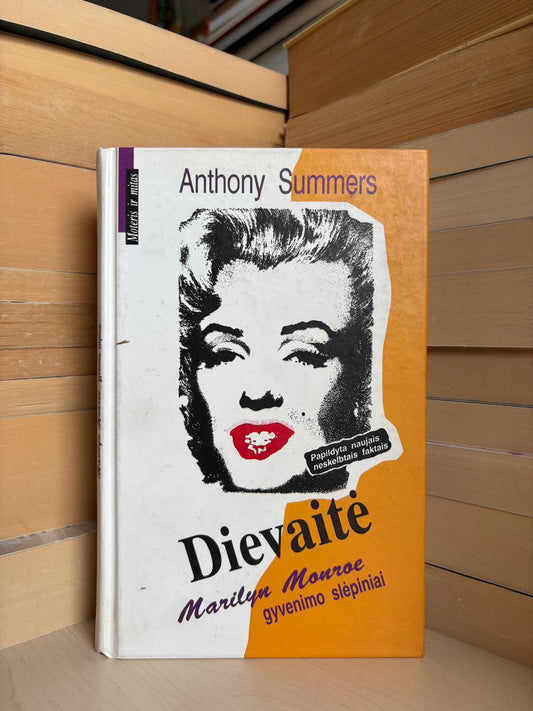 Moteris ir mitas
Anthony Summers
Papildyta naujais
neskelbtais faktais
Dievaitė
Marilyn Monroe
gyvenimo slėpiniai